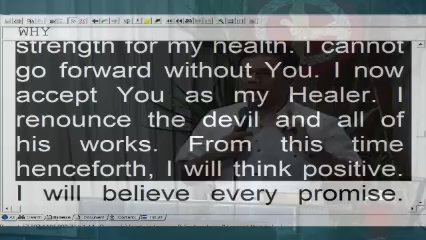 WHY
strength for my health. I cannot
go forward without You. I now
accept You as my Healer. I
renounce the devil and all of
his works. From this time
henceforth, I will think positive.
I will believe every promise.